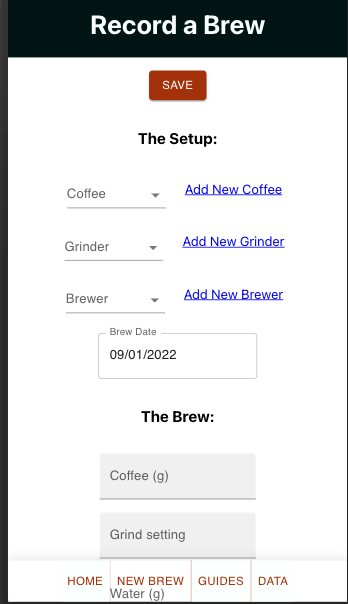 Record a Brew
SAVE
The Setup:
Coffee Add New Coffee
Grinder Add New Grinder
Brewer Add New Brewer
Brew Date
09/01/2022
The Brew:
Coffee (g)
Grind setting
HOME NEW BREW GUIDES DATA
Water (g)